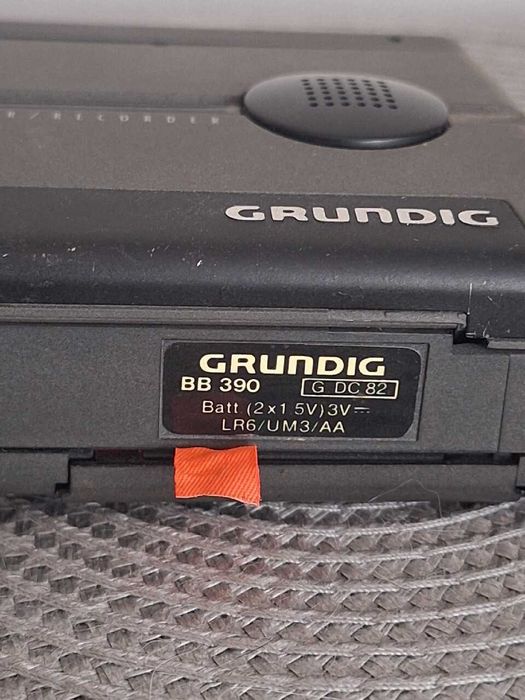 R/RECORDER
GRUNDIG
GRUNDIG
BB 390 G DC 82
Batt (2x1 5V) 3V⎓
LR6/UM3/AA